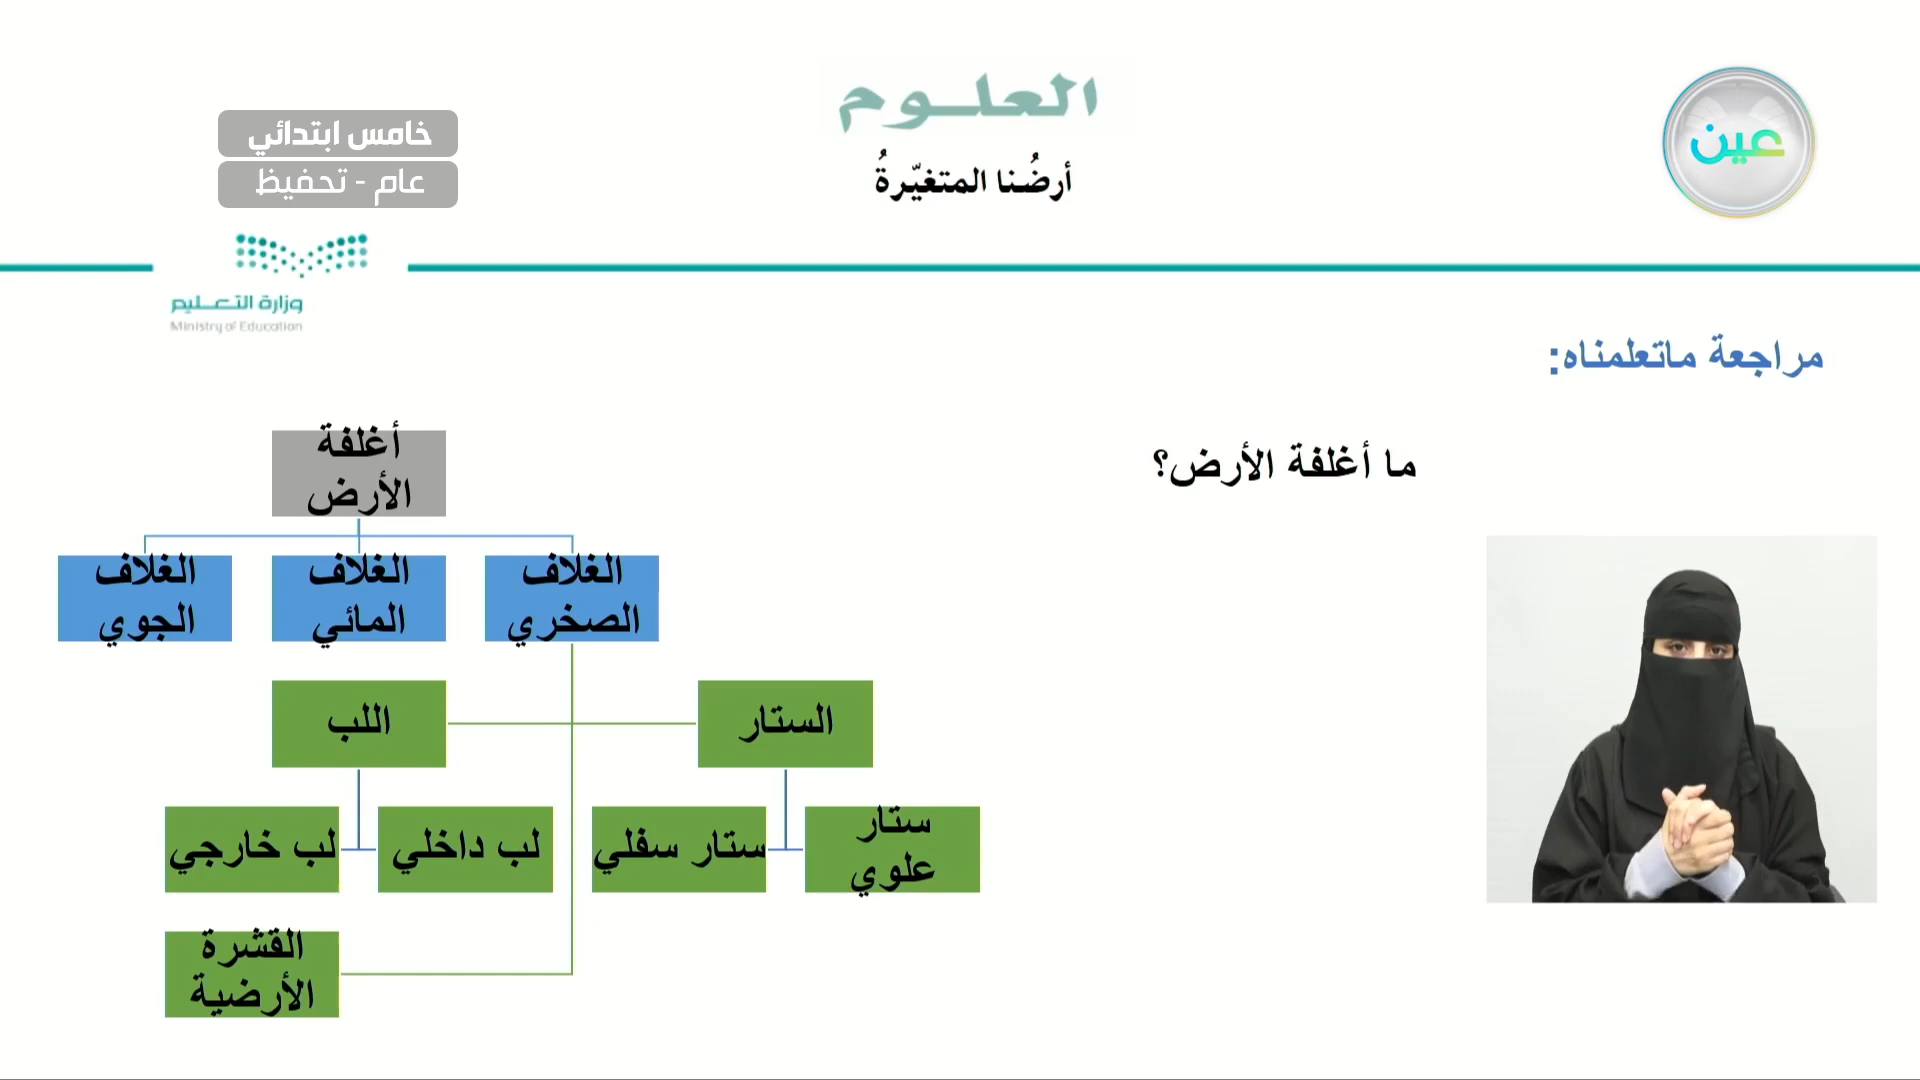 العلوم
أرضُنا المتغيّرةُ
عين
خامس ابتدائي
عام - تحفيظ
وزارة التعليم
Ministry of Education
مراجعة ماتعلمناه:
ما أغلفة الأرض؟
أغلفة
الأرض
الغلاف
الصخري
الغلاف
المائي
الغلاف
الجوي
الستار
اللب
ستار
علوي
ستار سفلي
لب داخلي
لب خارجي
القشرة
الأرضية